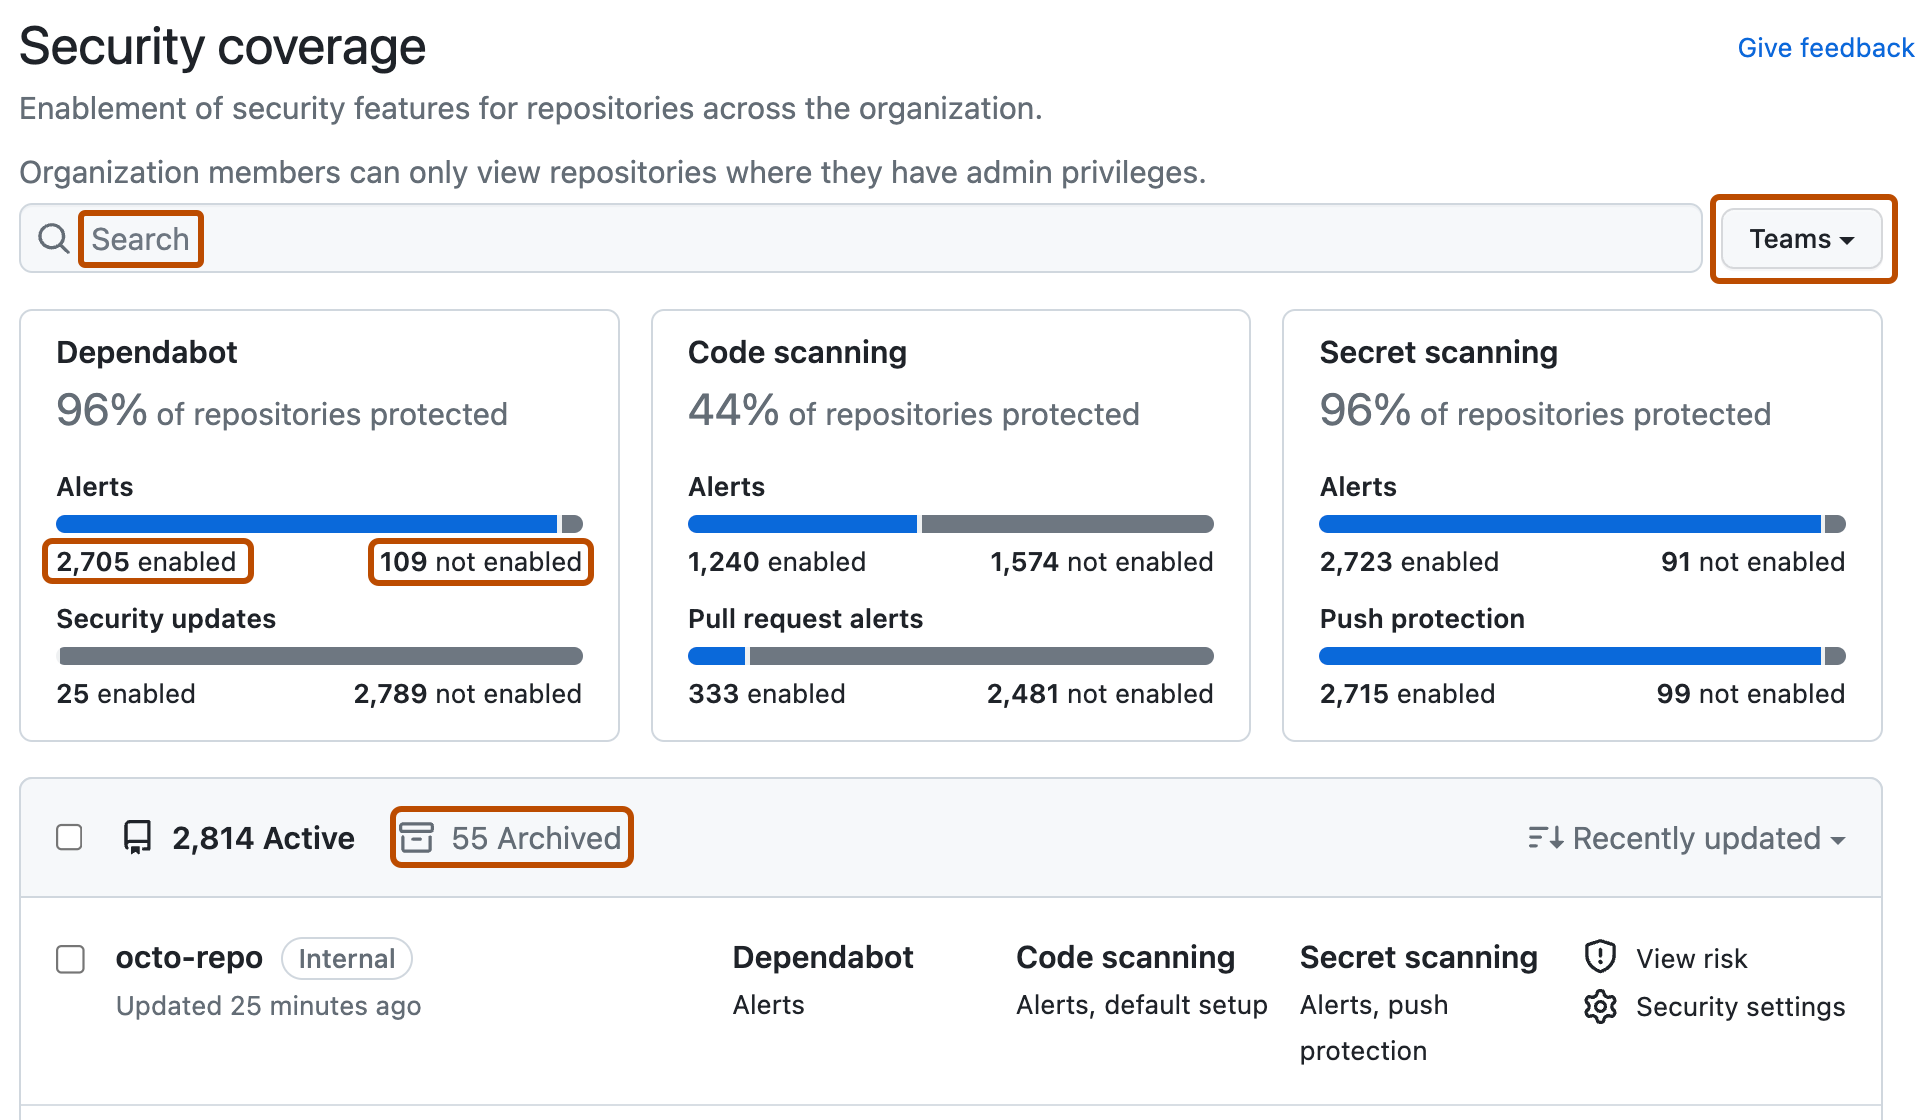 Security coverage
Give feedback
Enablement of security features for repositories across the organization.
Organization members can only view repositories where they have admin privileges.
Search
Teams
Dependabot
96% of repositories protected
Alerts
2,705 enabled
109 not enabled
Security updates
25 enabled
2,789 not enabled
Code scanning
44% of repositories protected
Alerts
1,240 enabled
1,574 not enabled
Pull request alerts
333 enabled
2,481 not enabled
Secret scanning
96% of repositories protected
Alerts
2,723 enabled
91 not enabled
Push protection
2,715 enabled
99 not enabled
2,814 Active
55 Archived
Recently updated
octo-repo
Internal
Updated 25 minutes ago
Dependabot
Alerts
Code scanning
Alerts, default setup
Secret scanning
Alerts, push
protection
View risk
Security settings